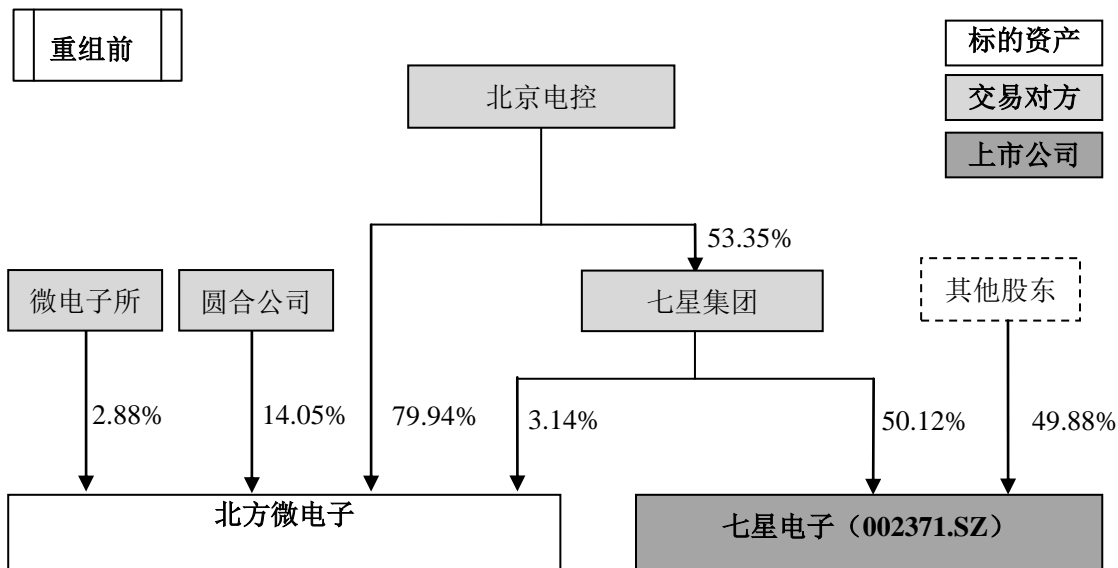 重组前
标的资产
北京电控
交易对方
上市公司
53.35%
微电子所
圆合公司
七星集团
其他股东
2.88%
14.05%
79.94%
3.14%
50.12%
49.88%
北方微电子
七星电子（002371.SZ）